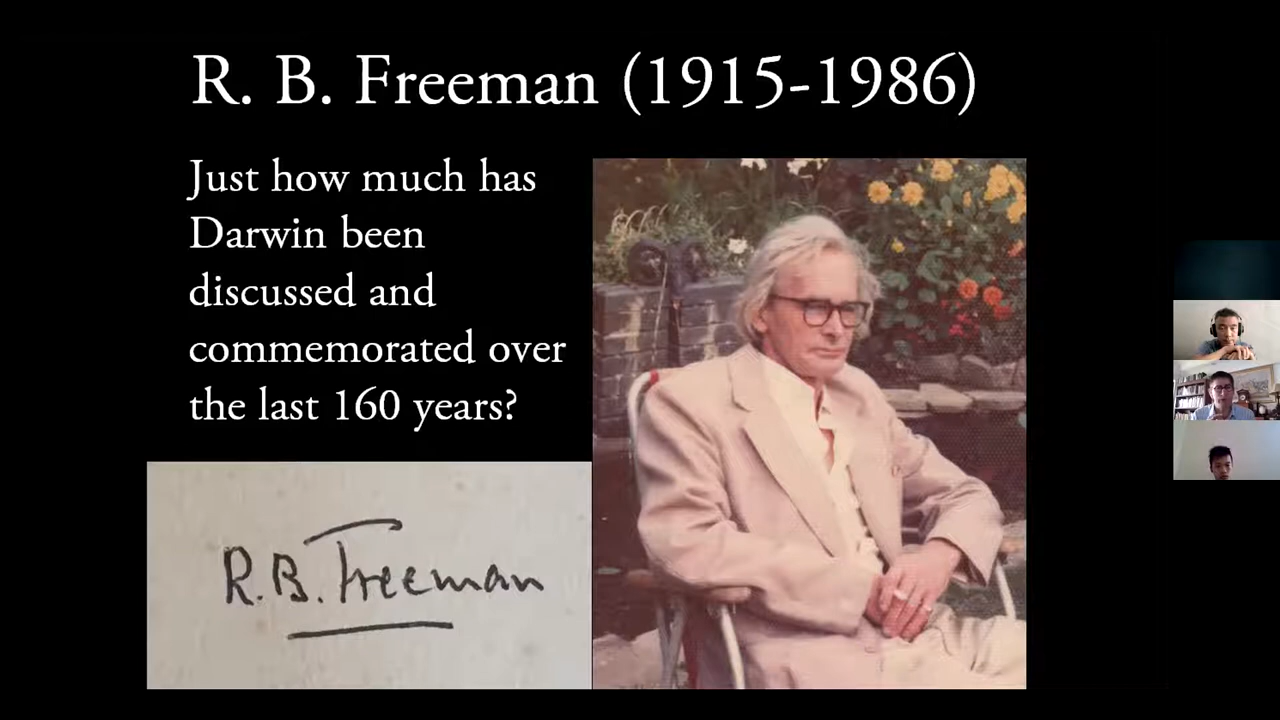 R. B. Freeman (1915-1986)
Just how much has
Darwin been
discussed and
commemorated over
the last 160 years?
R.B. Freeman